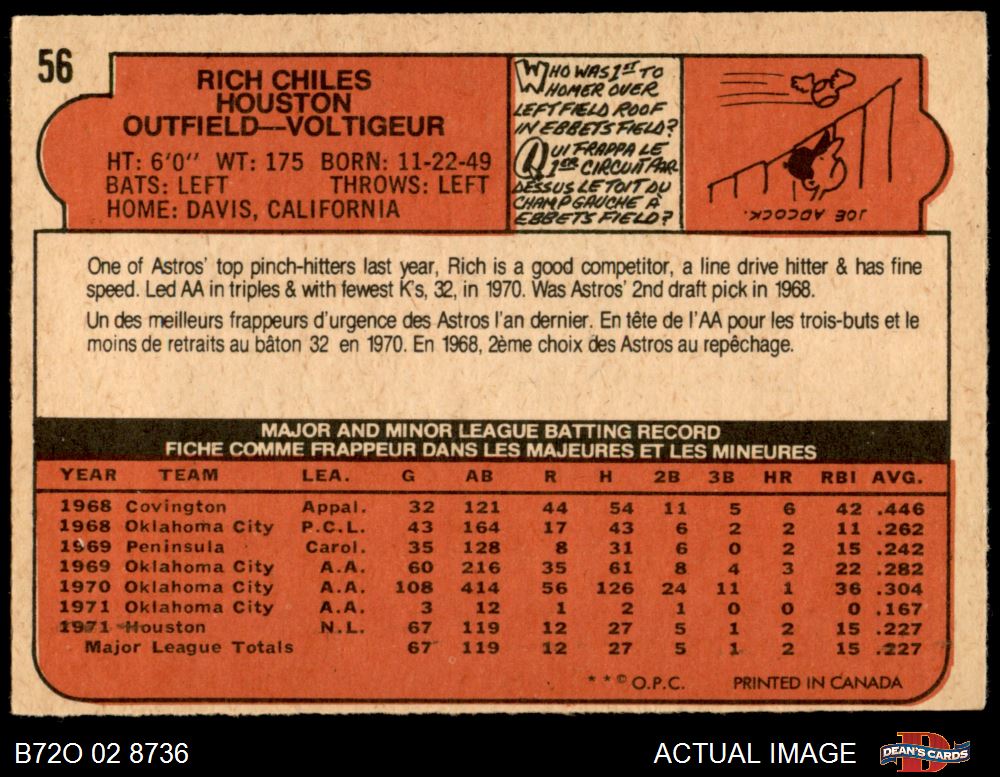 56
RICH CHILES
HOUSTON
OUTFIELD—VOLTIGEUR
HT: 6'0" WT: 175 BORN: 11-22-49
BATS: LEFT THROWS: LEFT
HOME: DAVIS, CALIFORNIA
WHO WAS 1ST TO
HOMER OVER
LEFT FIELD ROOF
IN EBBETS FIELD?
QUI FRAPPA LE
1ER CIRCUIT PAR
DESSUS LE TOIT DU
CHAMP GAUCHE À
EBBETS FIELD?
JOE ADCOCK.
One of Astros' top pinch-hitters last year, Rich is a good competitor, a line drive hitter & has fine
speed. Led AA in triples & with fewest K's, 32, in 1970. Was Astros' 2nd draft pick in 1968.
Un des meilleurs frappeurs d'urgence des Astros l'an dernier. En tête de l'AA pour les trois-buts et le
moins de retraits au bâton 32 en 1970. En 1968, 2ème choix des Astros au repêchage.
MAJOR AND MINOR LEAGUE BATTING RECORD
FICHE COMME FRAPPEUR DANS LES MAJEURES ET LES MINEURES
YEAR TEAM LEA. G AB R H 2B 3B HR RBI AVG.
1968 Covington Appal. 32 121 44 54 11 5 6 42 .446
1968 Oklahoma City P.C.L. 43 164 17 43 6 2 2 11 .262
1969 Peninsula Carol. 35 128 8 31 6 0 2 15 .242
1969 Oklahoma City A.A. 60 216 35 61 8 4 3 22 .282
1970 Oklahoma City A.A. 108 414 56 126 24 11 1 36 .304
1971 Oklahoma City A.A. 3 12 1 2 1 0 0 0 .167
1971 Houston N.L. 67 119 12 27 5 1 2 15 .227
Major League Totals 67 119 12 27 5 1 2 15 .227
**© O.P.C. PRINTED IN CANADA
B72O 02 8736 ACTUAL IMAGE DEAN'S CARDS